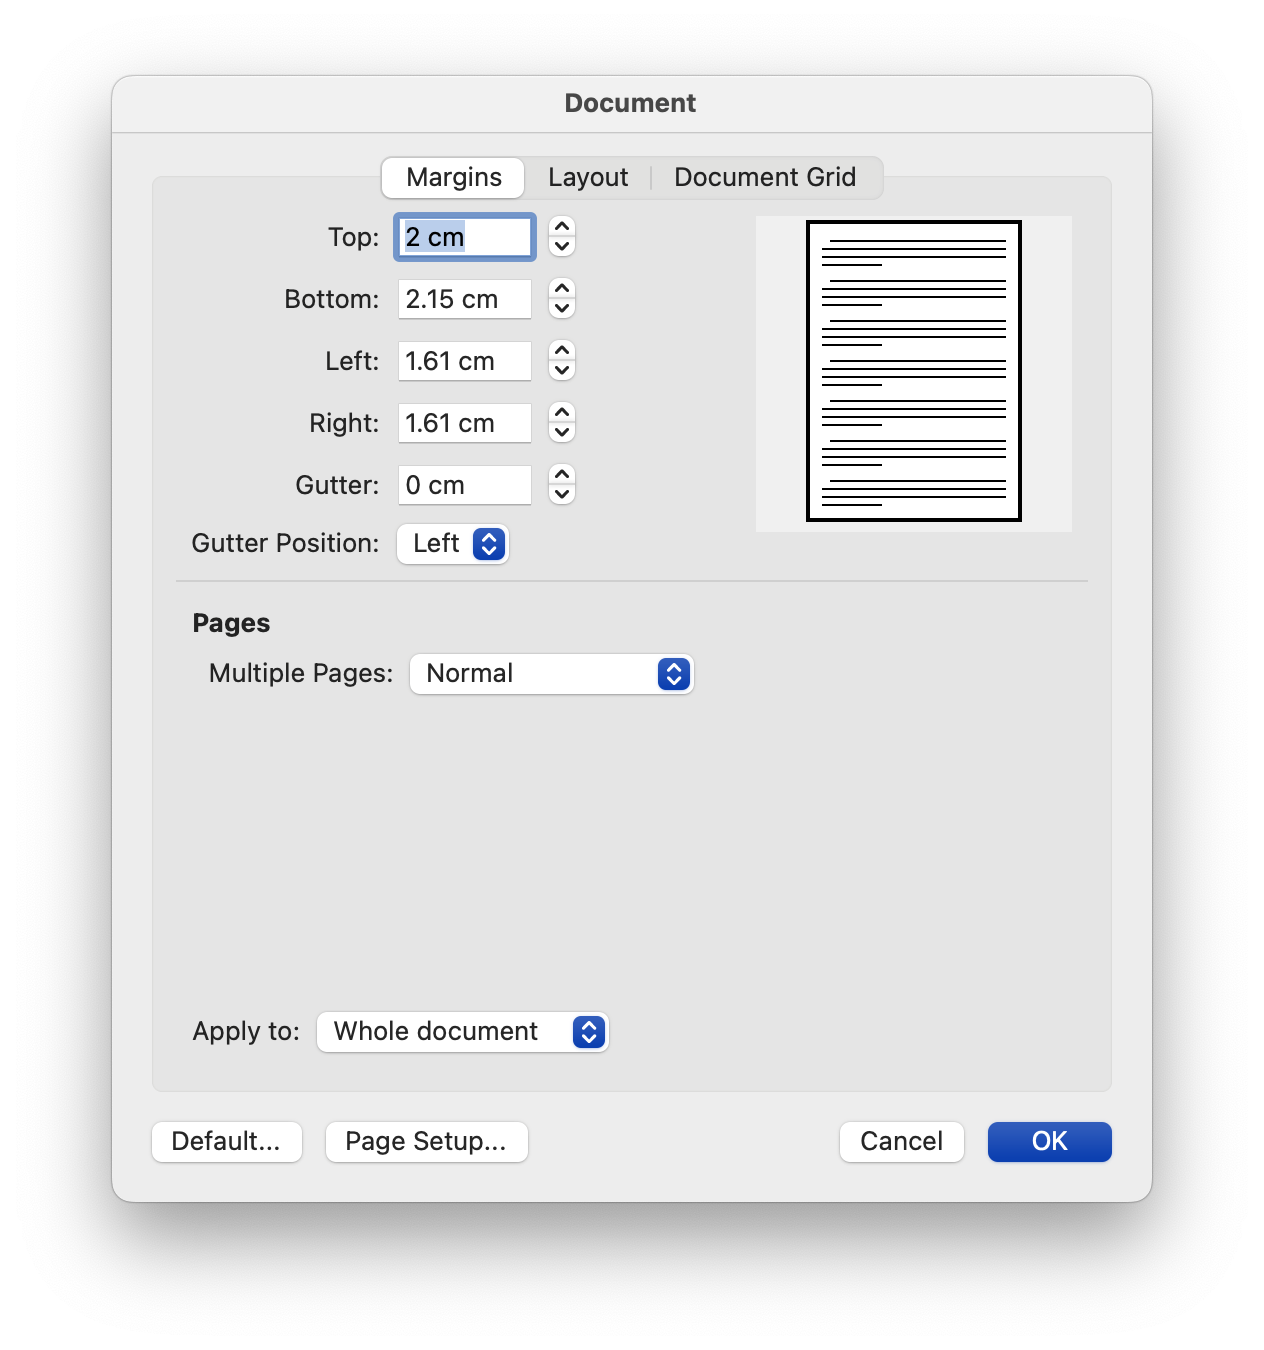 Document
Margins Layout Document Grid
Top: 2 cm
Bottom: 2.15 cm
Left: 1.61 cm
Right: 1.61 cm
Gutter: 0 cm
Gutter Position: Left
Pages
Multiple Pages: Normal
Apply to: Whole document
Default... Page Setup... Cancel OK